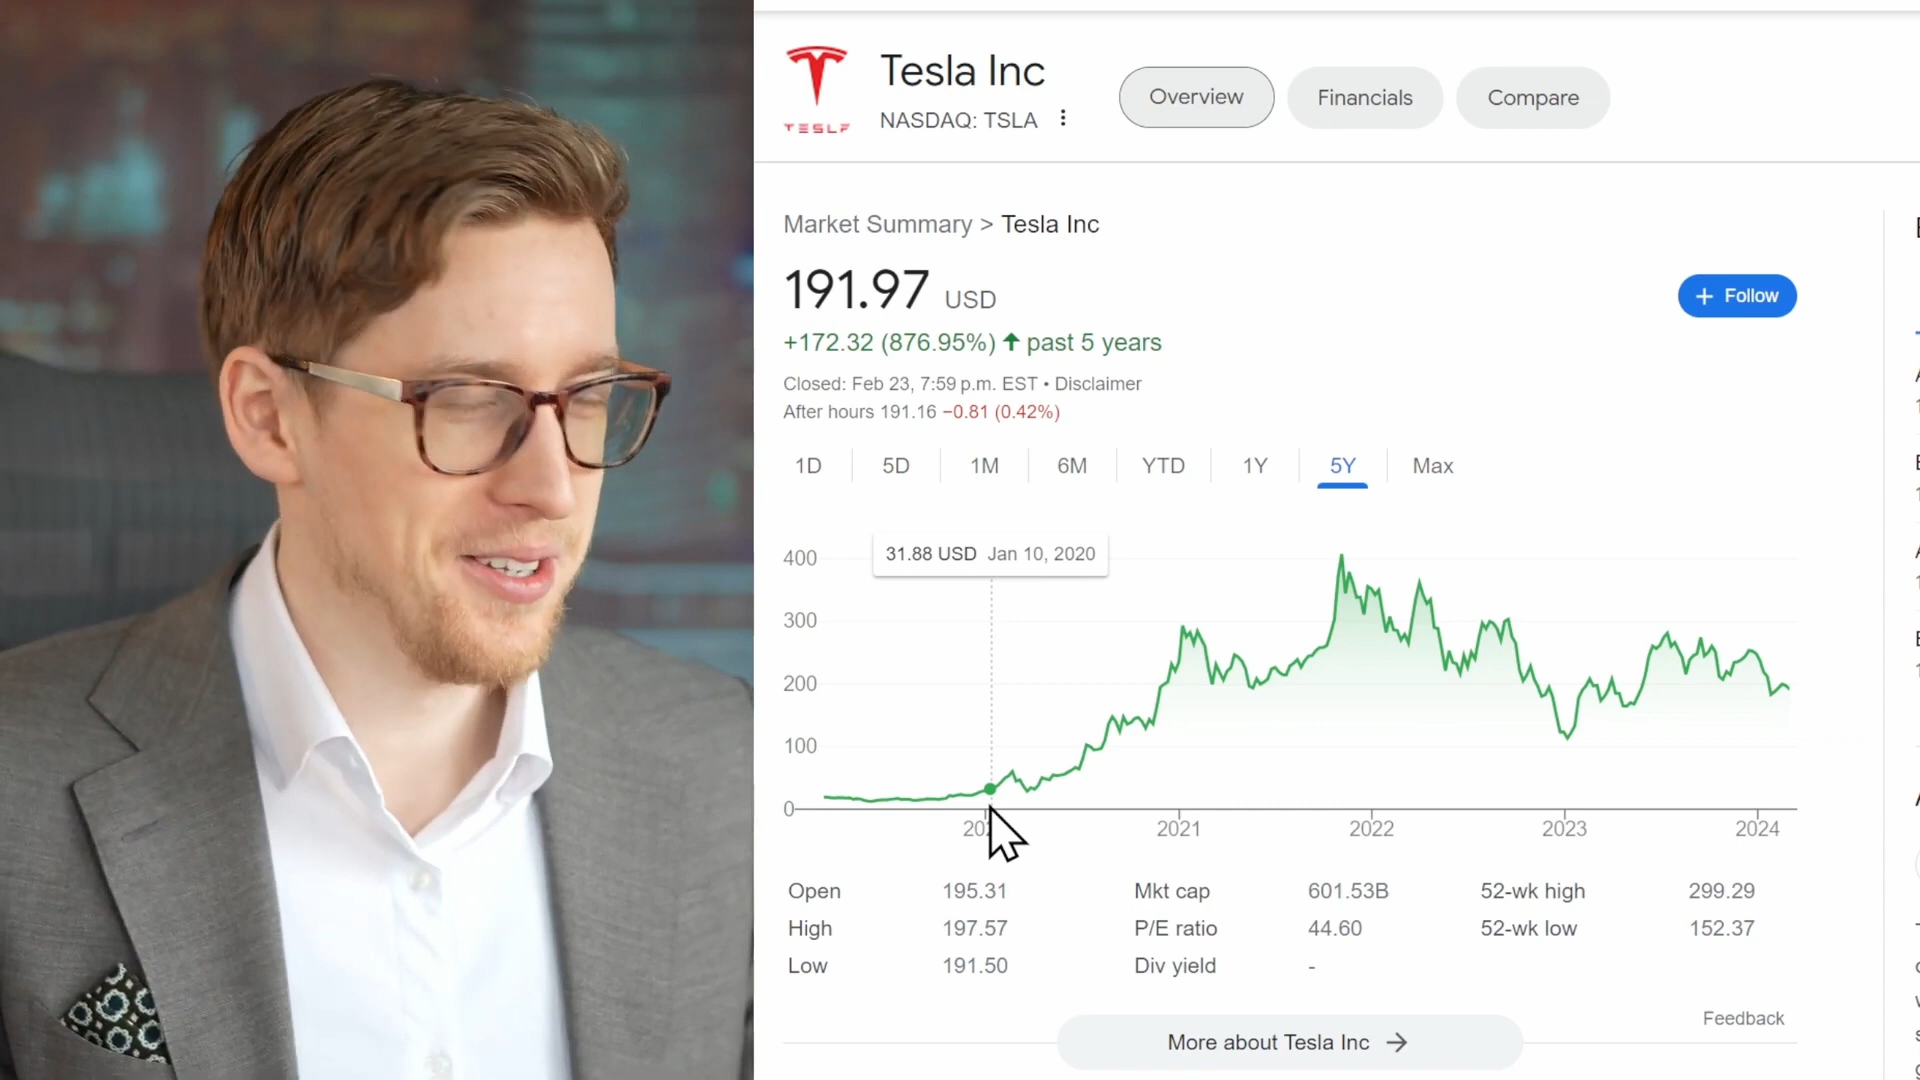 Tesla Inc
NASDAQ: TSLA
Overview
Financials
Compare
TESLA
Market Summary > Tesla Inc
191.97 USD
+ Follow
+172.32 (876.95%) ↑ past 5 years
Closed: Feb 23, 7:59 p.m. EST • Disclaimer
After hours 191.16 −0.81 (0.42%)
1D 5D 1M 6M YTD 1Y 5Y Max
31.88 USD Jan 10, 2020
400
300
200
100
0
2021 2022 2023 2024
Open 195.31 Mkt cap 601.53B 52-wk high 299.29
High 197.57 P/E ratio 44.60 52-wk low 152.37
Low 191.50 Div yield -
Feedback
More about Tesla Inc →